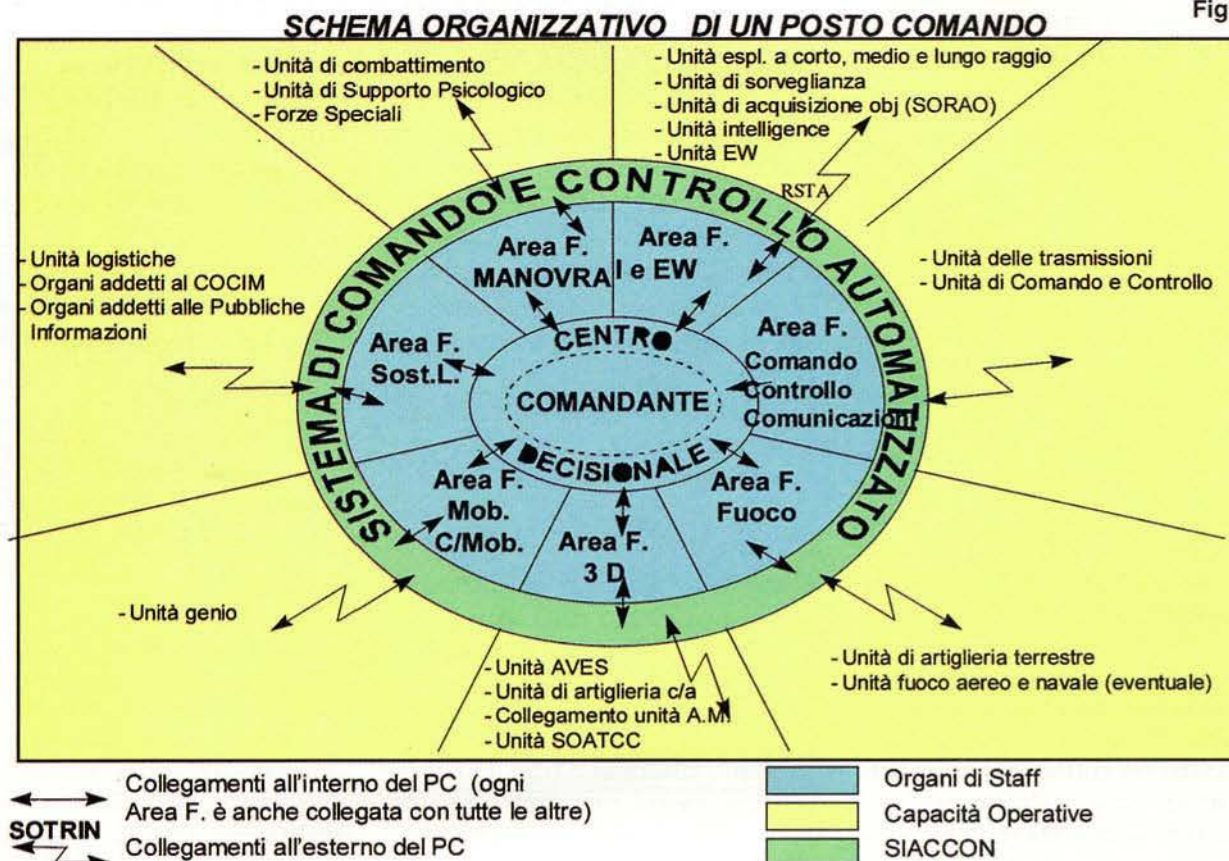 Fig
SCHEMA ORGANIZZATIVO DI UN POSTO COMANDO
- Unità di combattimento
- Unità di Supporto Psicologico
- Forze Speciali
- Unità espl. a corto, medio e lungo raggio
- Unità di sorveglianza
- Unità di acquisizione obj (SORAO)
- Unità intelligence
- Unità EW
RSTA
SISTEMA DI COMANDO E CONTROLLO AUTOMATIZZATO
- Unità logistiche
- Organi addetti al COCIM
- Organi addetti alle Pubbliche
Informazioni
Area F.
MANOVRA
Area F.
I e EW
- Unità delle trasmissioni
- Unità di Comando e Controllo
Area F.
Sost.L.
CENTRO
COMANDANTE
DECISIONALE
Area F.
Comando
Controllo
Comunicazioni
Area F.
Mob.
C/Mob.
Area F.
3 D
Area F.
Fuoco
- Unità genio
- Unità AVES
- Unità di artiglieria c/a
- Collegamento unità A.M.
- Unità SOATCC
- Unità di artiglieria terrestre
- Unità fuoco aereo e navale (eventuale)
Collegamenti all'interno del PC (ogni
Area F. è anche collegata con tutte le altre)
SOTRIN
Collegamenti all'esterno del PC
Organi di Staff
Capacità Operative
SIACCON